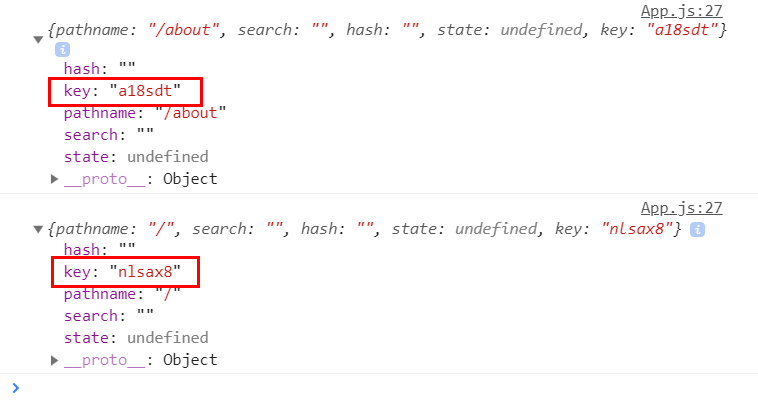 App.js:27
{pathname: "/about", search: "", hash: "", state: undefined, key: "a18sdt"}
i
hash: ""
key: "a18sdt"
pathname: "/about"
search: ""
state: undefined
__proto__: Object
App.js:27
{pathname: "/", search: "", hash: "", state: undefined, key: "nlsax8"} i
hash: ""
key: "nlsax8"
pathname: "/"
search: ""
state: undefined
__proto__: Object